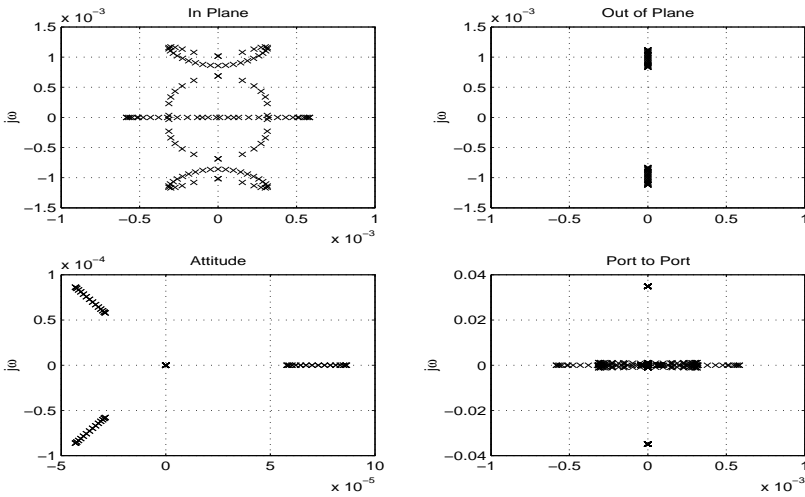 In Plane
x 10⁻³
1.5
1
0.5
0
−0.5
−1
−1.5
jω
−1 −0.5 0 0.5 1
x 10⁻³
Out of Plane
x 10⁻³
1.5
1
0.5
0
−0.5
−1
−1.5
jω
−1 −0.5 0 0.5 1
x 10⁻³
Attitude
x 10⁻⁴
1
0.5
0
−0.5
−1
jω
−5 0 5 10
x 10⁻⁵
Port to Port
0.04
0.02
0
−0.02
−0.04
jω
−1 −0.5 0 0.5 1
x 10⁻³